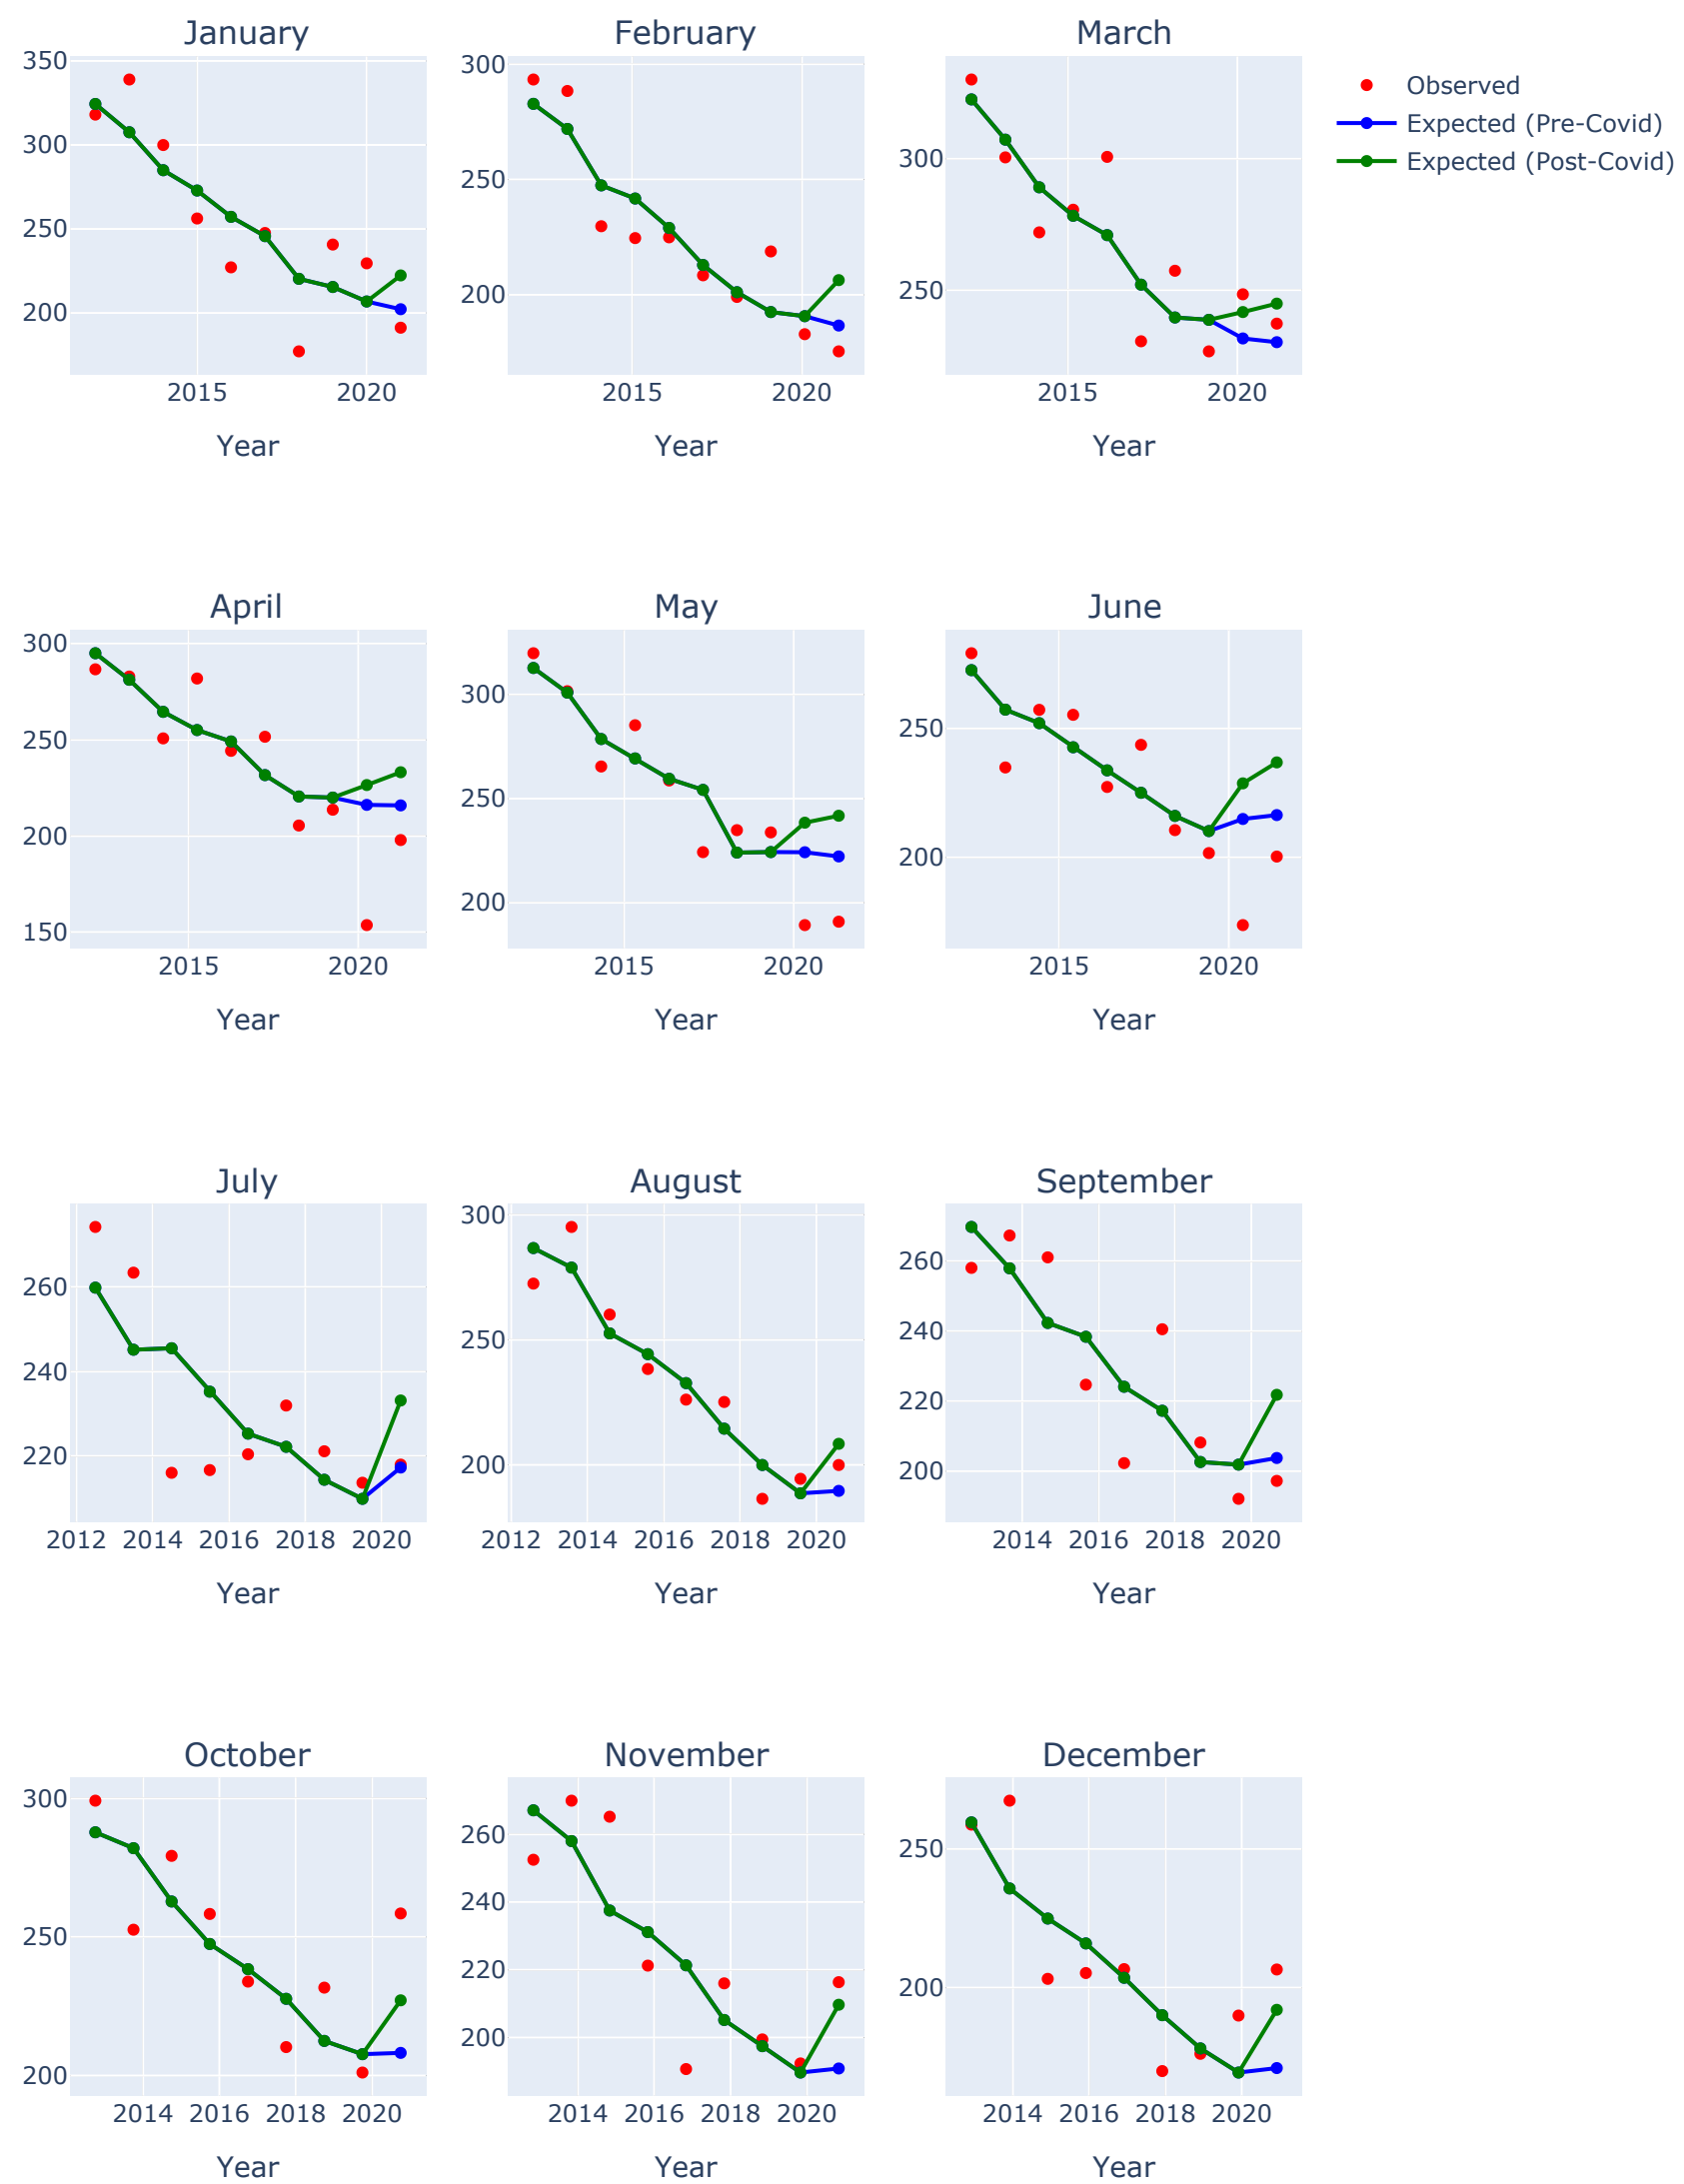 January
February
March
350
300
250
200
2015
2020
Year
300
250
200
2015
2020
Year
300
250
2015
2020
Year
Observed
Expected (Pre-Covid)
Expected (Post-Covid)
April
May
June
300
250
200
150
2015
2020
Year
300
250
200
2015
2020
Year
250
200
2015
2020
Year
July
August
September
260
240
220
2012 2014 2016 2018 2020
Year
300
250
200
2012 2014 2016 2018 2020
Year
260
240
220
200
2014 2016 2018 2020
Year
October
November
December
300
250
200
2014 2016 2018 2020
Year
260
240
220
200
2014 2016 2018 2020
Year
250
200
2014 2016 2018 2020
Year